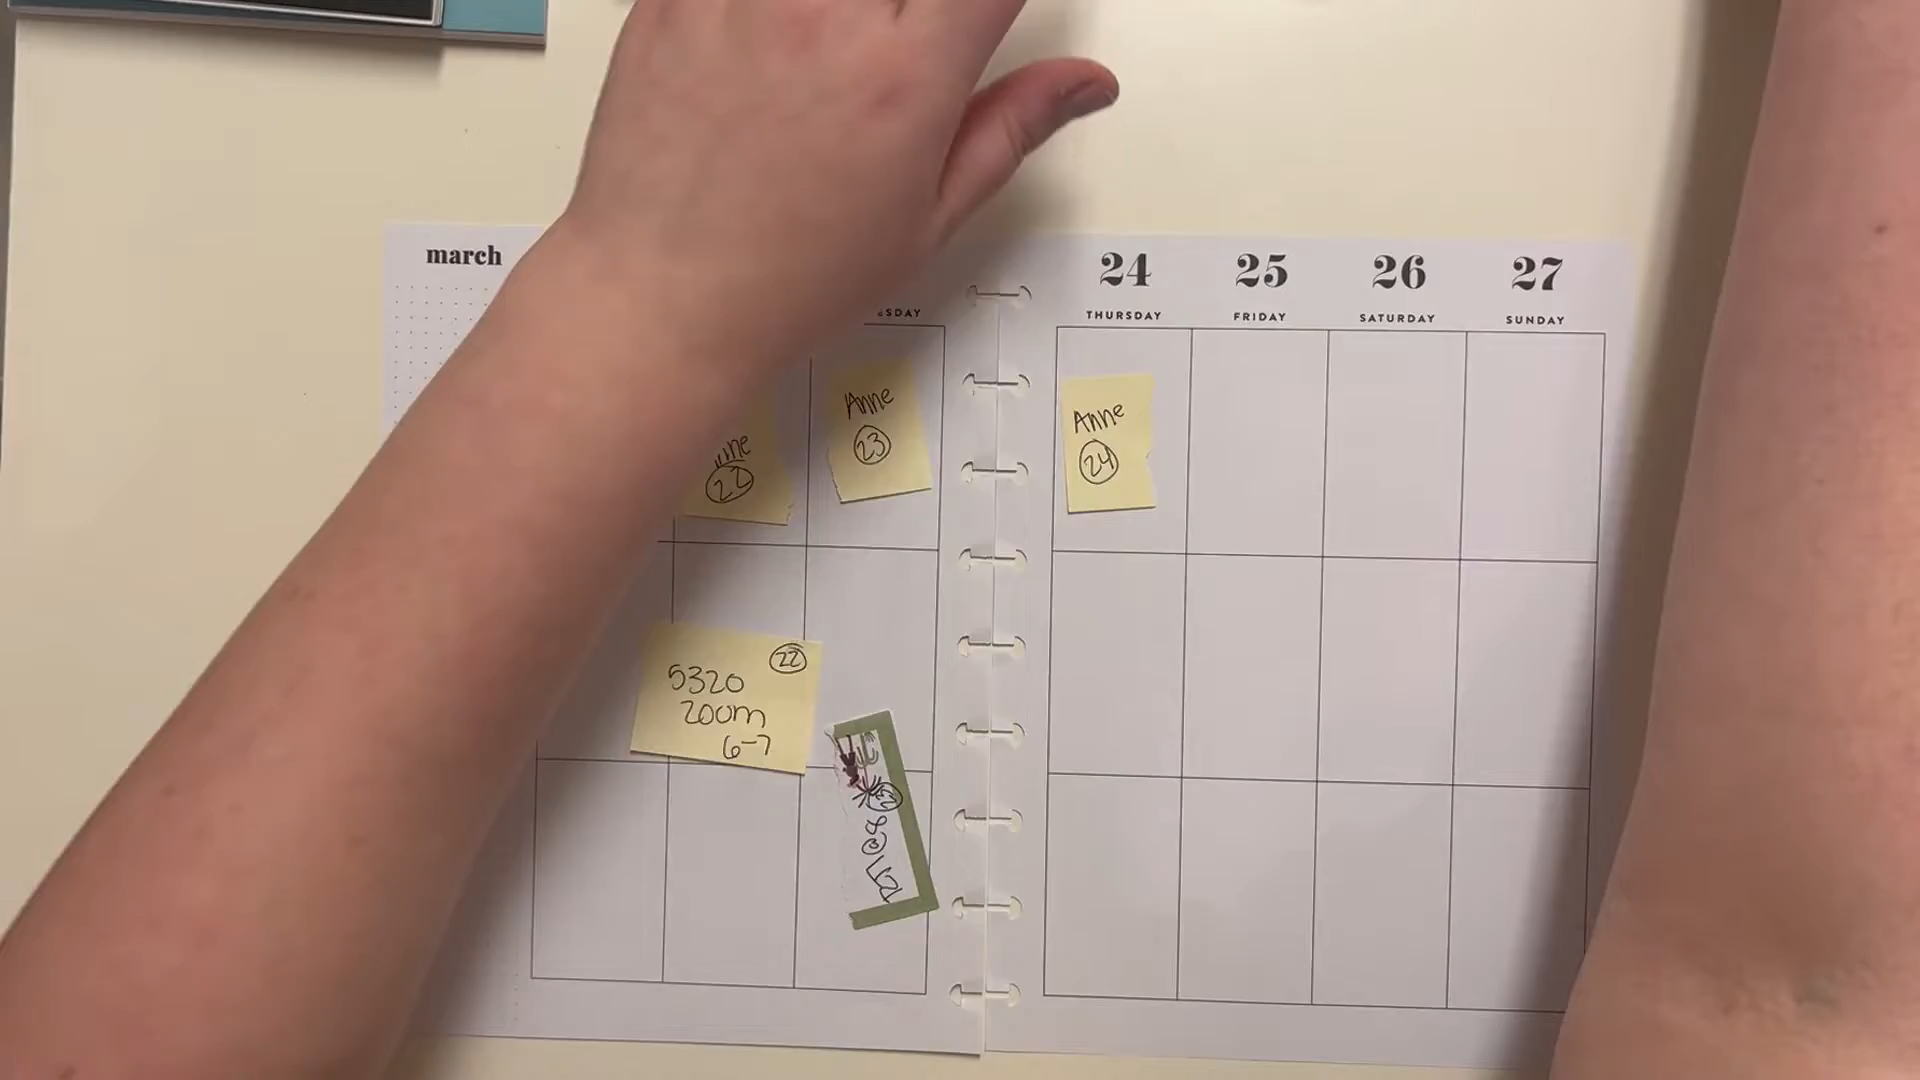 march
24
25
26
27
THURSDAY
FRIDAY
SATURDAY
SUNDAY
Anne
23
Anne
24
22
22
5320
zoom
6-7